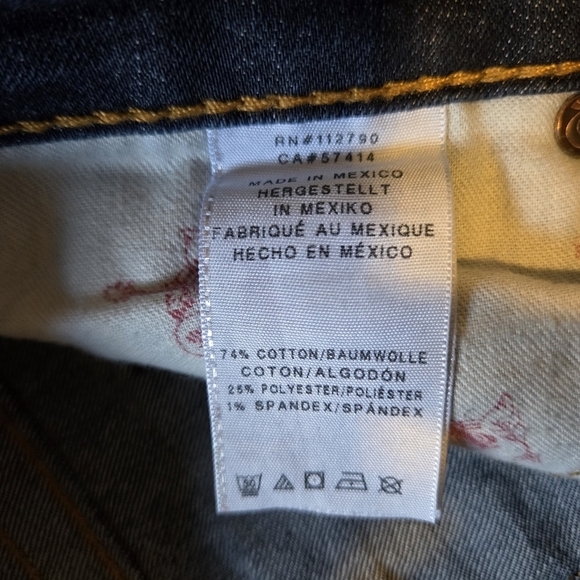 RN#112790
CA#57414
MADE IN MEXICO
HERGESTELLT
IN MEXIKO
FABRIQUÉ AU MEXIQUE
HECHO EN MÉXICO
74% COTTON/BAUMWOLLE
COTON/ALGODÓN
25% POLYESTER/POLIÉSTER
1% SPANDEX/SPÁNDEX